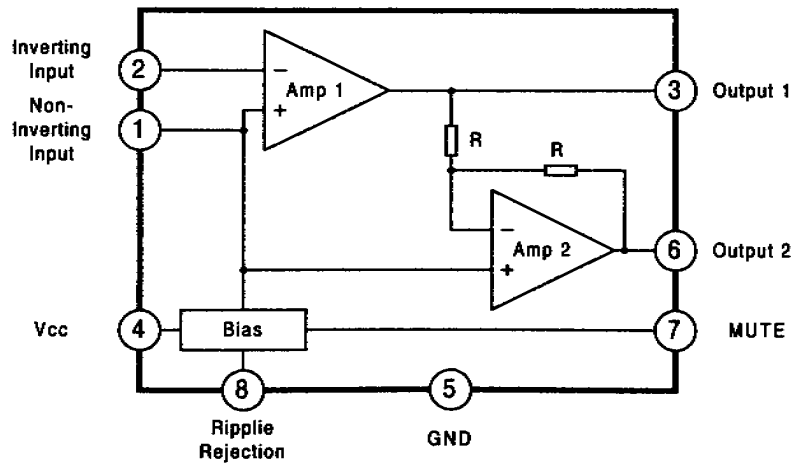 Inverting
Input
2
−
Amp 1
+
3
Output 1
Non-
Inverting
Input
1
R
R
−
Amp 2
+
6
Output 2
Vcc
4
Bias
7
MUTE
8
5
Ripplie
Rejection
GND